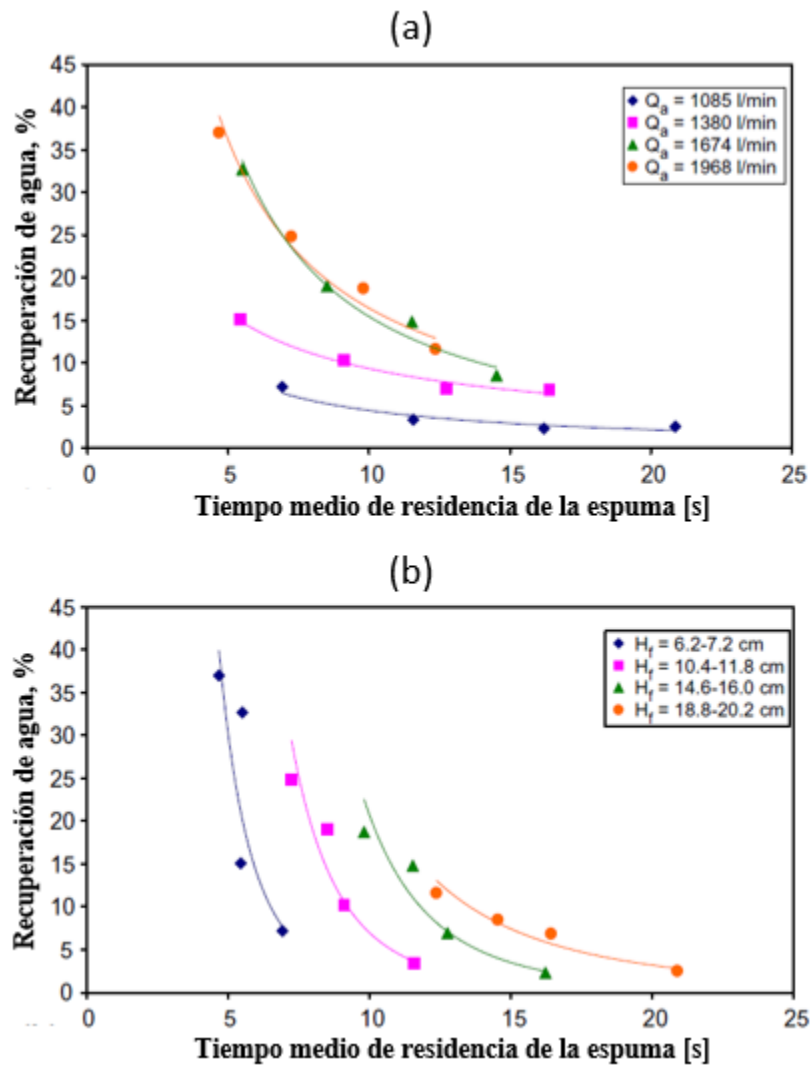 (a)
45
40
35
30
25
20
15
10
5
0
Recuperación de agua, %
Qa = 1085 l/min
Qa = 1380 l/min
Qa = 1674 l/min
Qa = 1968 l/min
0 5 10 15 20 25
Tiempo medio de residencia de la espuma [s]
(b)
45
40
35
30
25
20
15
10
5
0
Recuperación de agua, %
Hf = 6.2-7.2 cm
Hf = 10.4-11.8 cm
Hf = 14.6-16.0 cm
Hf = 18.8-20.2 cm
0 5 10 15 20 25
Tiempo medio de residencia de la espuma [s]